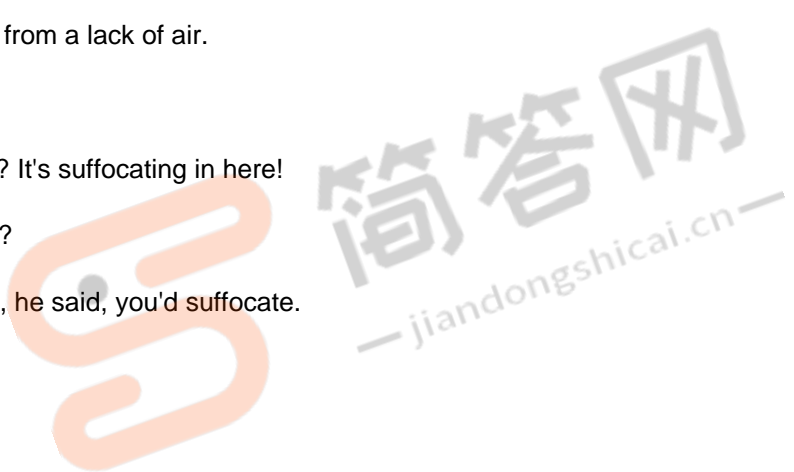 from a lack of air.
? It's suffocating in here!
?
, he said, you'd suffocate.
简答网
— jiandongshicai.cn —